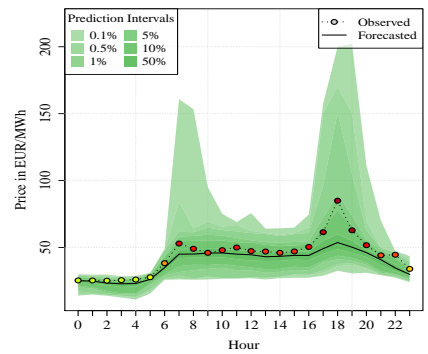 Prediction Intervals
0.1% 5%
0.5% 10%
1% 50%
Observed
Forecasted
Price in EUR/MWh
200
150
100
50
0 2 4 6 8 10 12 14 16 18 20 22
Hour